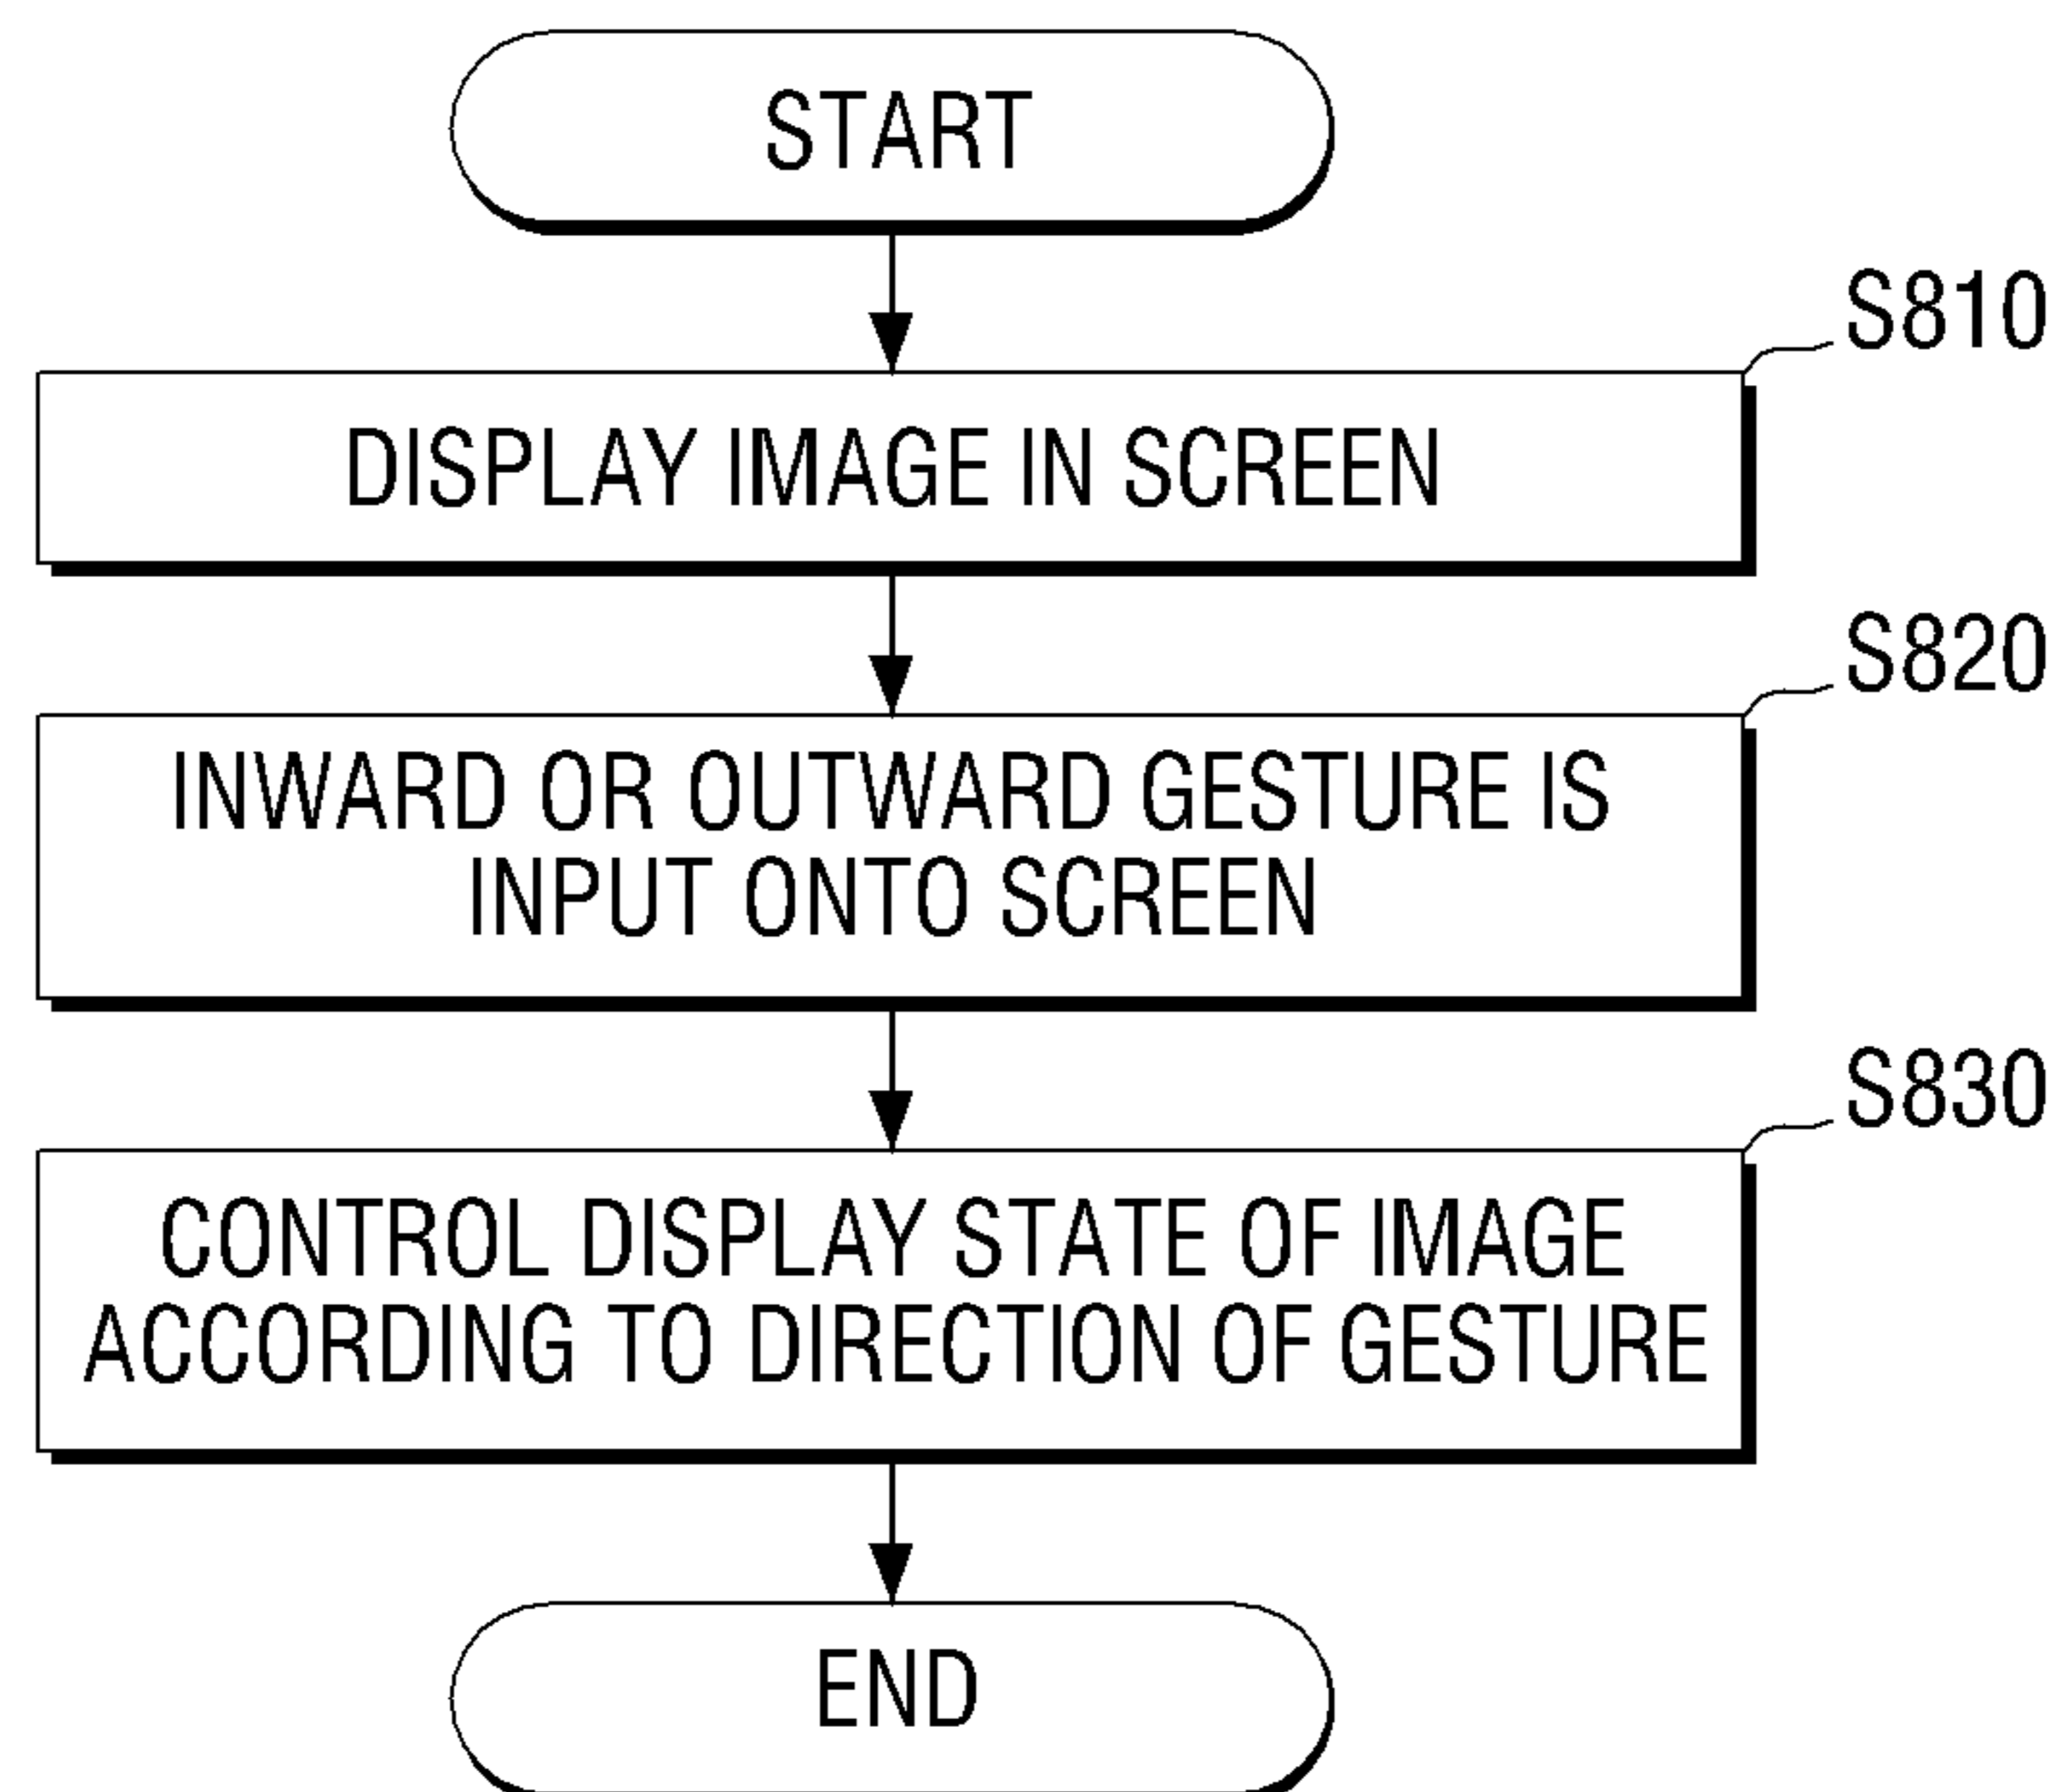 START
S810
DISPLAY IMAGE IN SCREEN
S820
INWARD OR OUTWARD GESTURE IS
INPUT ONTO SCREEN
S830
CONTROL DISPLAY STATE OF IMAGE
ACCORDING TO DIRECTION OF GESTURE
END